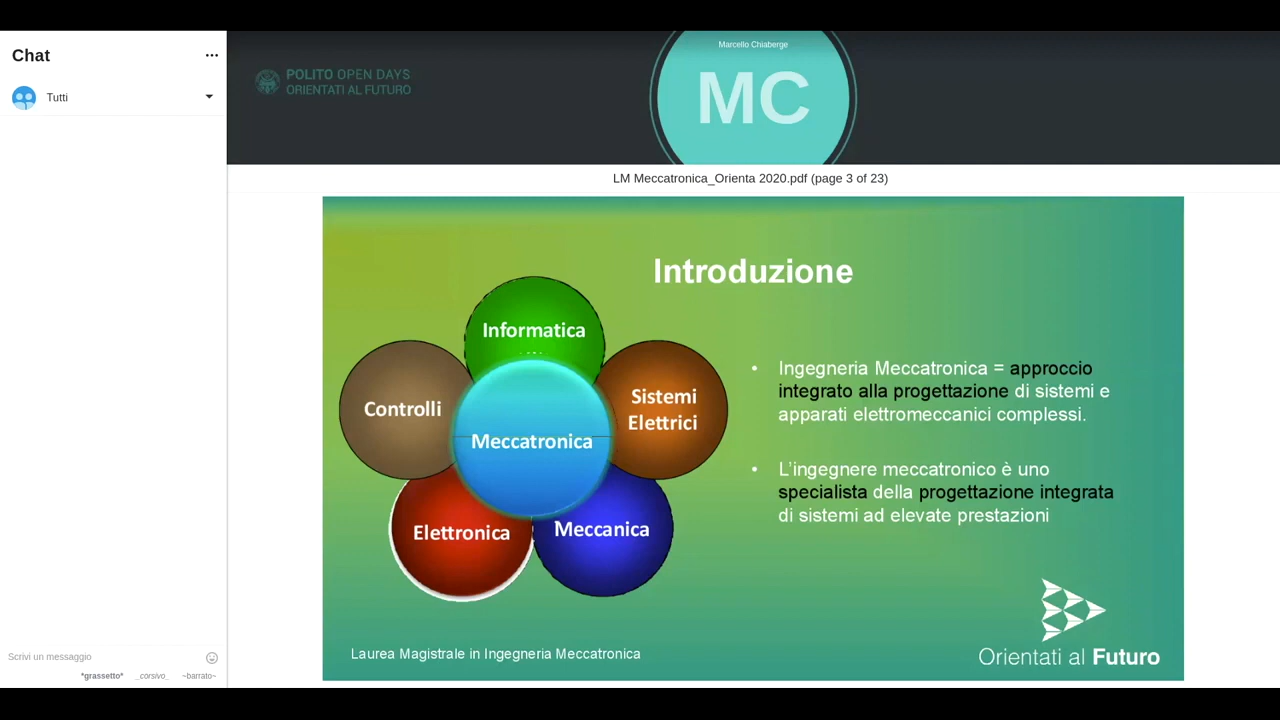 Chat
Tutti
Scrivi un messaggio
*grassetto* _corsivo_ ~barrato~
POLITO OPEN DAYS
ORIENTATI AL FUTURO
Marcello Chiaberge
MC
LM Meccatronica_Orienta 2020.pdf (page 3 of 23)
Introduzione
Informatica
Controlli
Sistemi
Elettrici
Meccatronica
Elettronica
Meccanica
• Ingegneria Meccatronica = approccio
integrato alla progettazione di sistemi e
apparati elettromeccanici complessi.
• L'ingegnere meccatronico è uno
specialista della progettazione integrata
di sistemi ad elevate prestazioni
Laurea Magistrale in Ingegneria Meccatronica
Orientati al Futuro